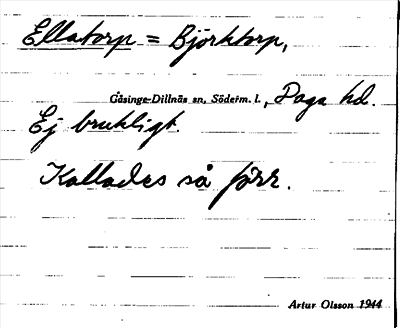 Ellatorp = Björktorp,
Gåsinge-Dillnäs sn, Söderm. l., Daga hd.
Ej brukligt.
Kallades så förr.
Artur Olsson 1944